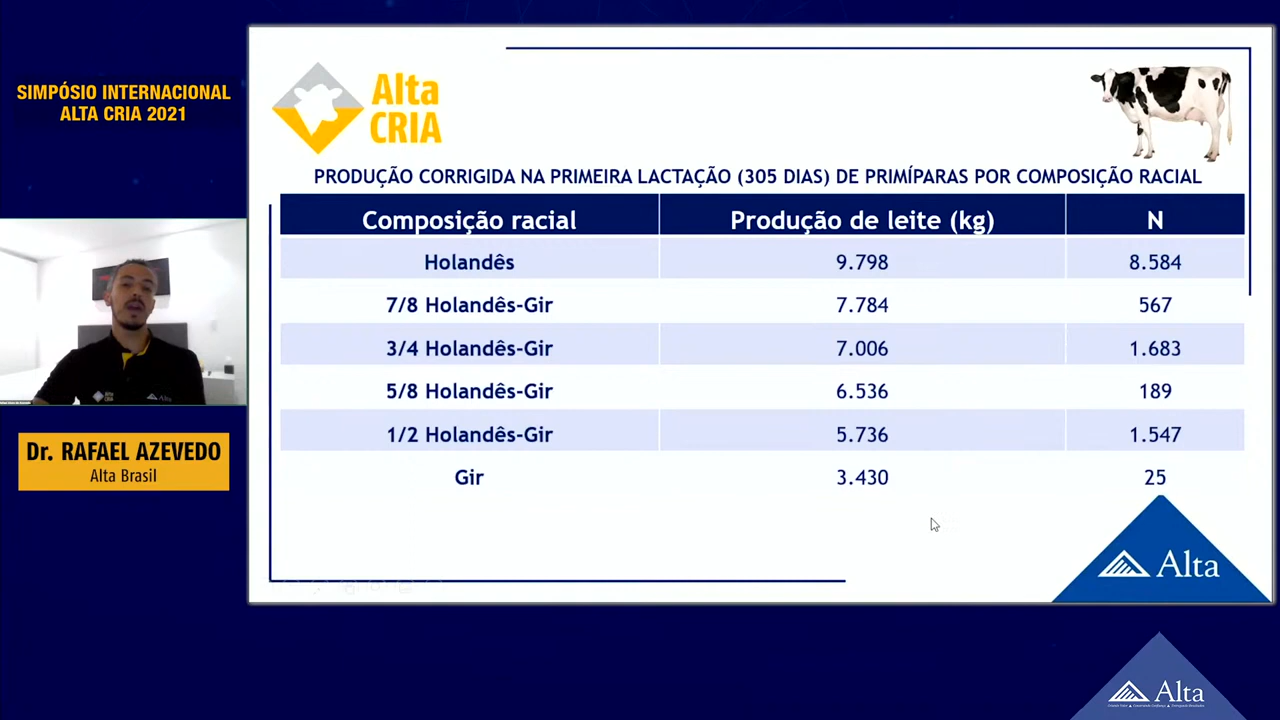 SIMPÓSIO INTERNACIONAL
ALTA CRIA 2021
Alta
CRIA
PRODUÇÃO CORRIGIDA NA PRIMEIRA LACTAÇÃO (305 DIAS) DE PRIMÍPARAS POR COMPOSIÇÃO RACIAL
Composição racial Produção de leite (kg) N
Holandês 9.798 8.584
7/8 Holandês-Gir 7.784 567
3/4 Holandês-Gir 7.006 1.683
5/8 Holandês-Gir 6.536 189
1/2 Holandês-Gir 5.736 1.547
Gir 3.430 25
Alta
CRIA
Alta
Dr. RAFAEL AZEVEDO
Alta Brasil
Alta
Alta